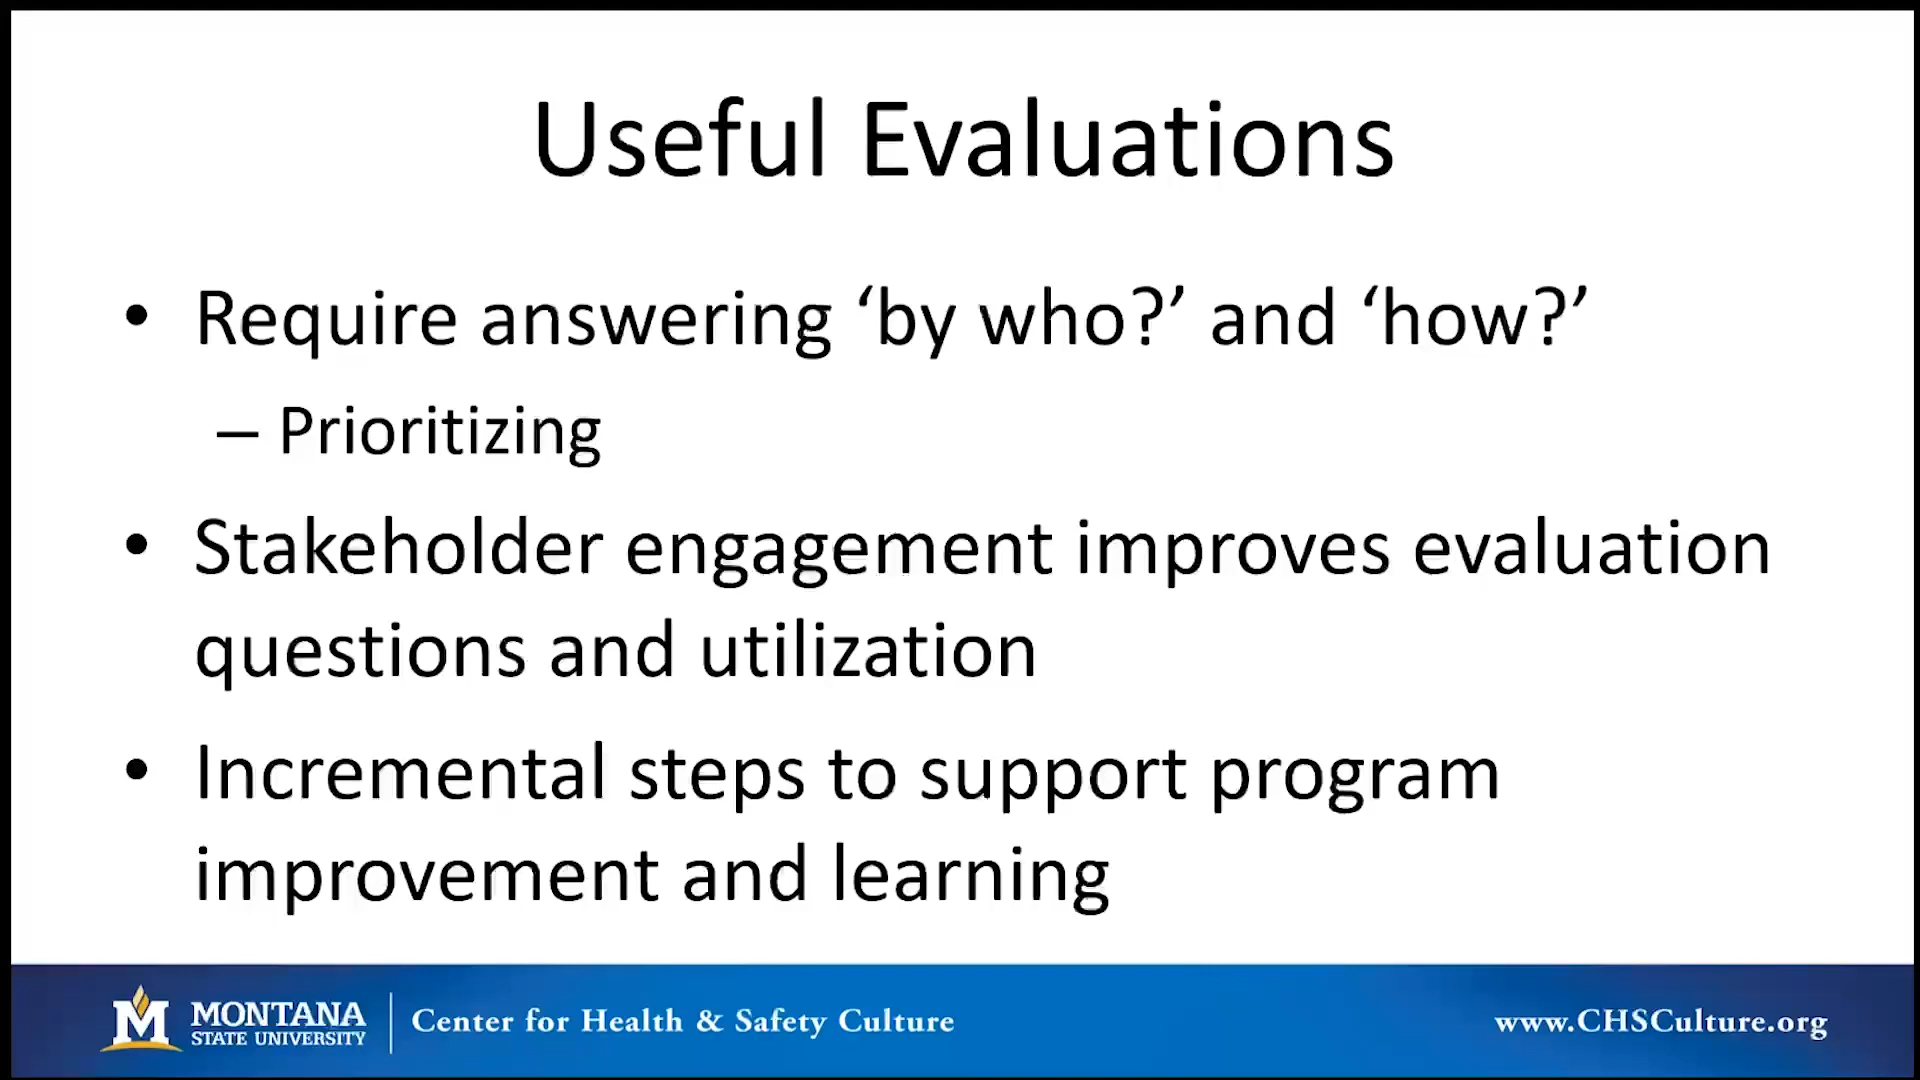 Useful Evaluations
• Require answering ‘by who?’ and ‘how?’
– Prioritizing
• Stakeholder engagement improves evaluation
questions and utilization
• Incremental steps to support program
improvement and learning
M
MONTANA
STATE UNIVERSITY
Center for Health & Safety Culture
www.CHSCulture.org